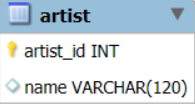 artist
artist_id INT
name VARCHAR(120)